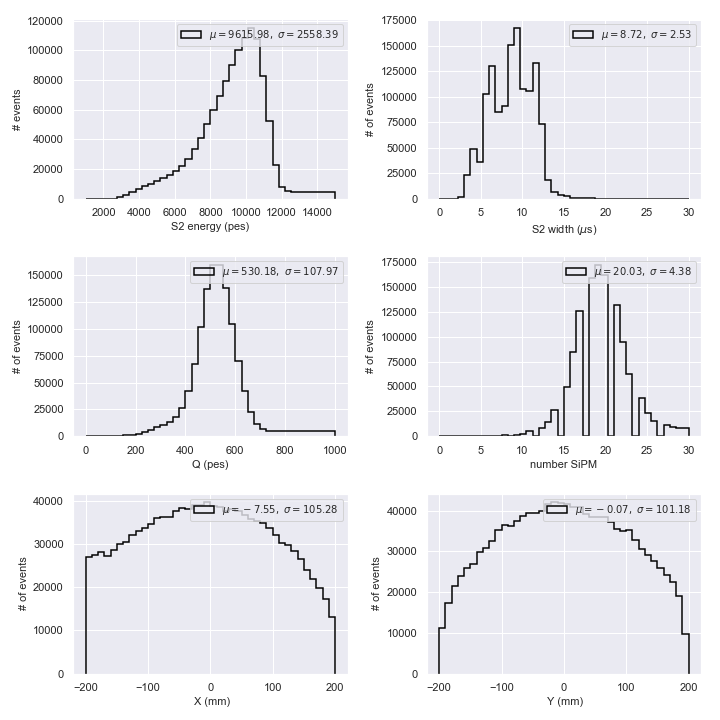 μ = 9615.98, σ = 2558.39
# events
120000
100000
80000
60000
40000
20000
0
2000 4000 6000 8000 10000 12000 14000
S2 energy (pes)
μ = 8.72, σ = 2.53
# of events
175000
150000
125000
100000
75000
50000
25000
0
0 5 10 15 20 25 30
S2 width (μs)
μ = 530.18, σ = 107.97
# of events
150000
125000
100000
75000
50000
25000
0
0 200 400 600 800 1000
Q (pes)
μ = 20.03, σ = 4.38
# of events
175000
150000
125000
100000
75000
50000
25000
0
0 5 10 15 20 25 30
number SiPM
μ = −7.55, σ = 105.28
# of events
40000
30000
20000
10000
0
−200 −100 0 100 200
X (mm)
μ = −0.07, σ = 101.18
# of events
40000
30000
20000
10000
0
−200 −100 0 100 200
Y (mm)